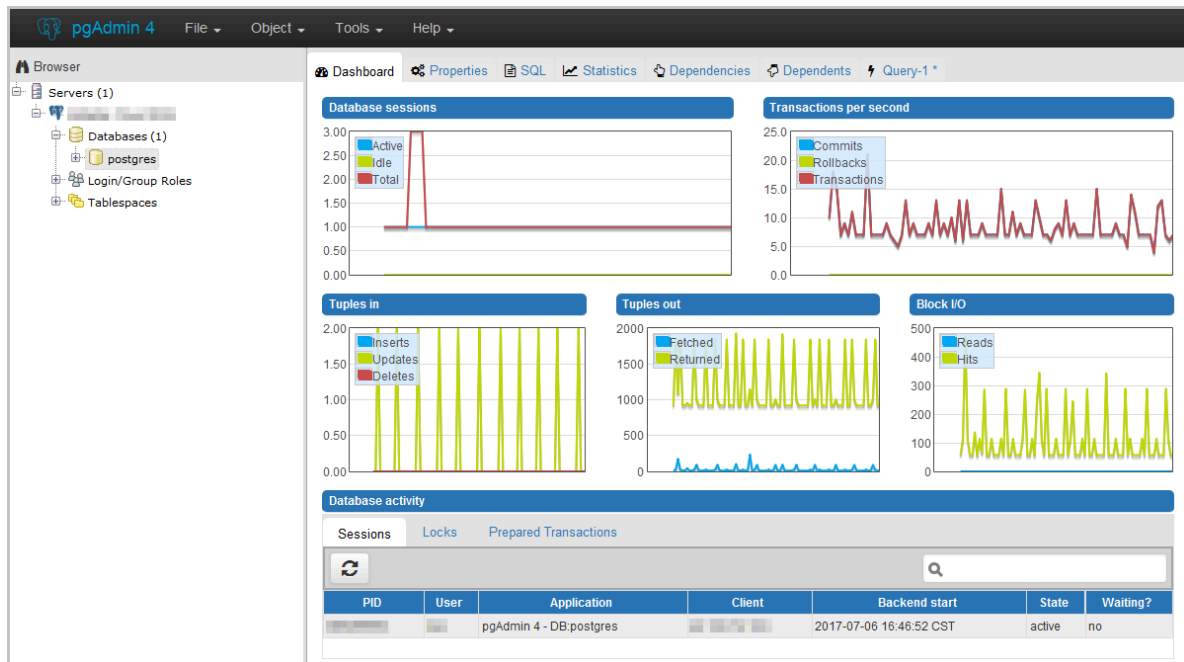 pgAdmin 4 File Object Tools Help
Browser
Servers (1)
Databases (1)
postgres
Login/Group Roles
Tablespaces
Dashboard Properties SQL Statistics Dependencies Dependents Query-1 *
Database sessions
3.00
2.50
2.00
1.50
1.00
0.50
0.00
Active
Idle
Total
Transactions per second
25.0
20.0
15.0
10.0
5.0
0.0
Commits
Rollbacks
Transactions
Tuples in
2.00
1.50
1.00
0.50
0.00
Inserts
Updates
Deletes
Tuples out
2000
1500
1000
500
0
Fetched
Returned
Block I/O
500
400
300
200
100
0
Reads
Hits
Database activity
Sessions Locks Prepared Transactions
PID User Application Client Backend start State Waiting?
pgAdmin 4 - DB:postgres 2017-07-06 16:46:52 CST active no